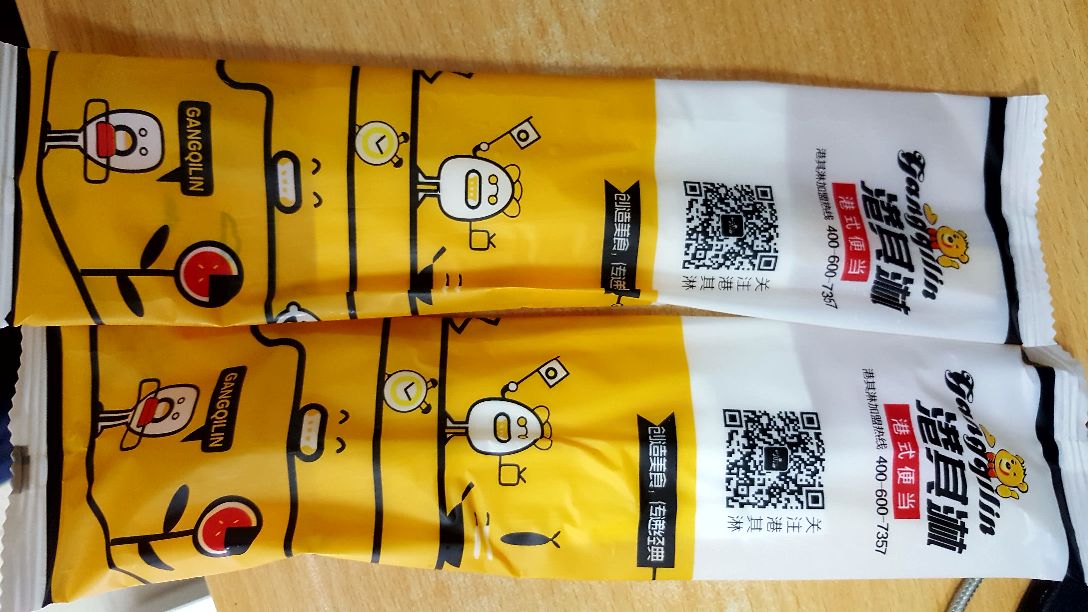 Gangqilin
港其淋
港式便当
港其淋加盟热线 400-600-7357
关注港其淋
创造美食，传递
GANGQILIN
Gangqilin
港其淋
港式便当
港其淋加盟热线 400-600-7357
关注港其淋
创造美食，传递经典
GANGQILIN